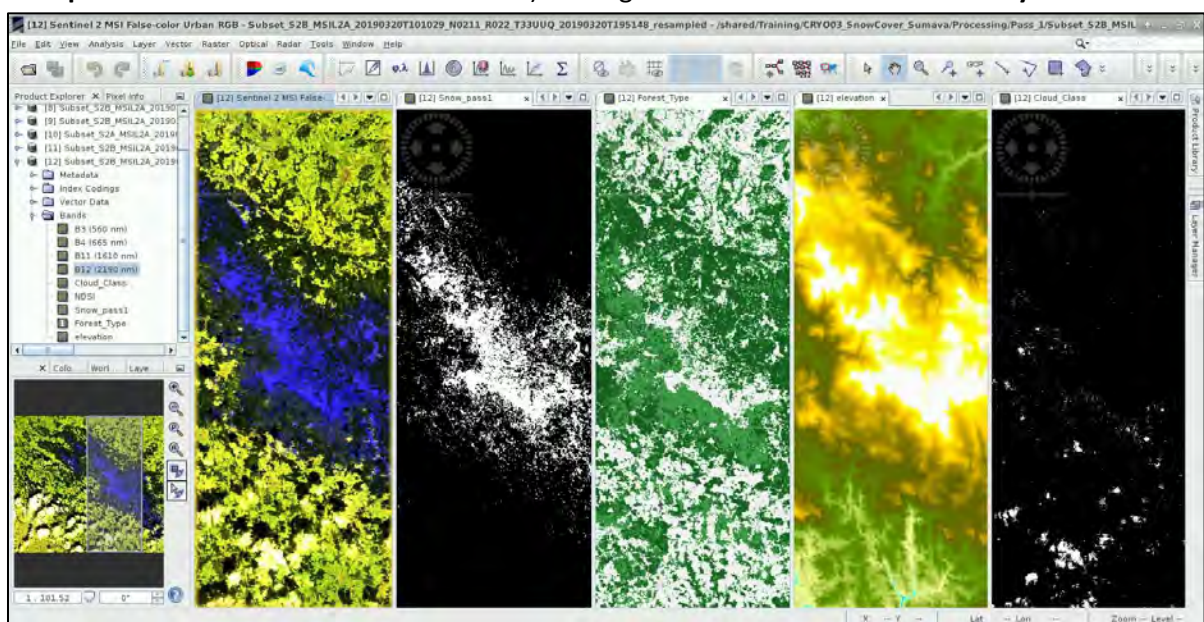 [12] Sentinel 2 MSI False-color Urban RGB - Subset_S2B_MSIL2A_20190320T101029_N0211_R022_T33UUQ_20190320T195148_resampled - /shared/Training/CRYO03_SnowCover_Sumava/Processing/Pass_1/Subset_S2B_MSIL
File Edit View Analysis Layer Vector Raster Optical Radar Tools Window Help
Product Explorer × Pixel Info
[12] Sentinel 2 MSI False-
[12] Snow_pass1
[12] Forest_Type
[12] elevation
[12] Cloud_Class
[8] Subset_S2B_MSIL2A_20190
[9] Subset_S2B_MSIL2A_20190
[10] Subset_S2A_MSIL2A_2019
[11] Subset_S2B_MSIL2A_2019
[12] Subset_S2B_MSIL2A_2019
Metadata
Index Codings
Vector Data
Bands
B3 (560 nm)
B4 (665 nm)
B11 (1610 nm)
B12 (2190 nm)
Cloud_Class
NDSI
Snow_pass1
Forest_Type
elevation
Product Library
Layer Manager
× Colo... Worl... Laye...
1 : 101.52
0°
X -- Y -- Lat -- Lon -- Zoom -- Level --